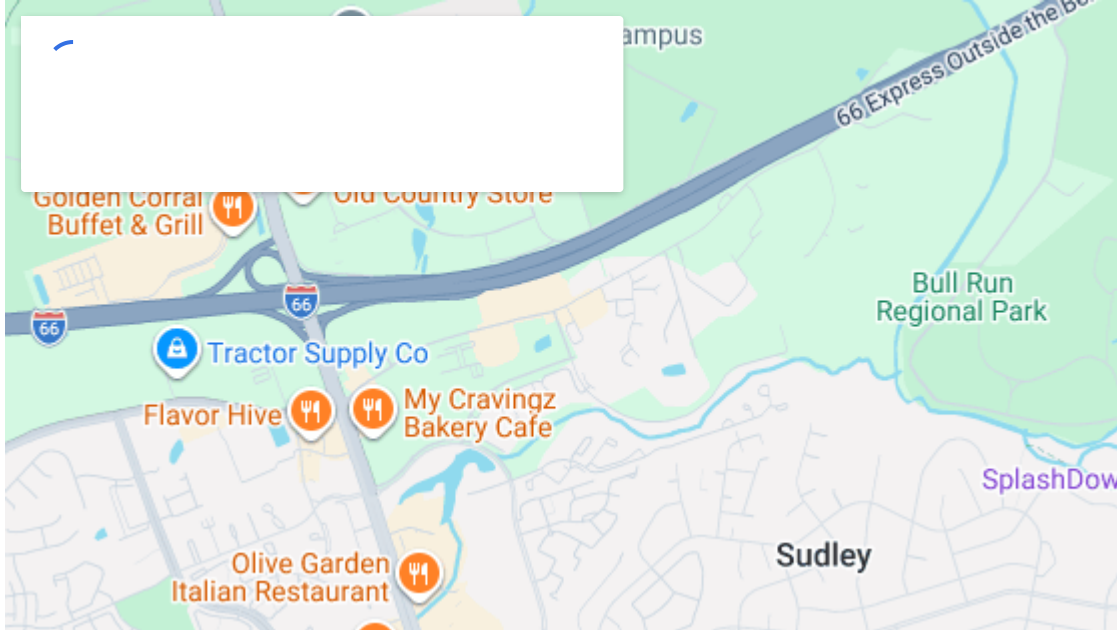 ampus
66 Express Outside the Be
Golden Corral
Buffet & Grill
Old Country Store
Bull Run
Regional Park
66
66
Tractor Supply Co
Flavor Hive
My Cravingz
Bakery Cafe
SplashDow
Sudley
Olive Garden
Italian Restaurant